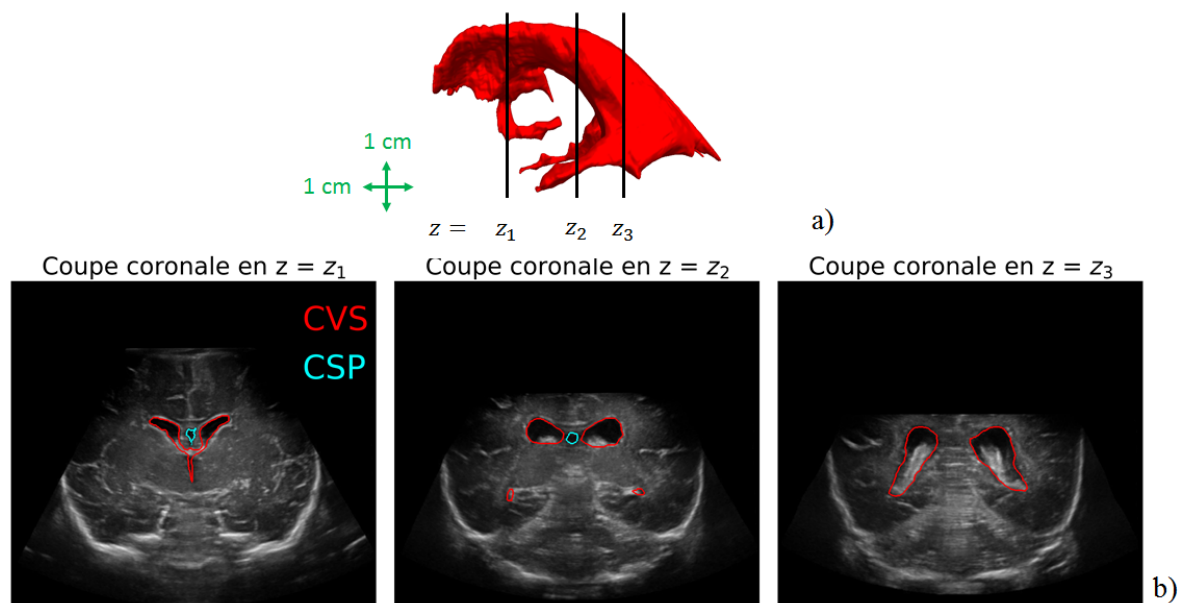 1 cm
1 cm
z = z₁ z₂ z₃
a)
Coupe coronale en z = z₁
Coupe coronale en z = z₂
Coupe coronale en z = z₃
CVS
CSP
b)